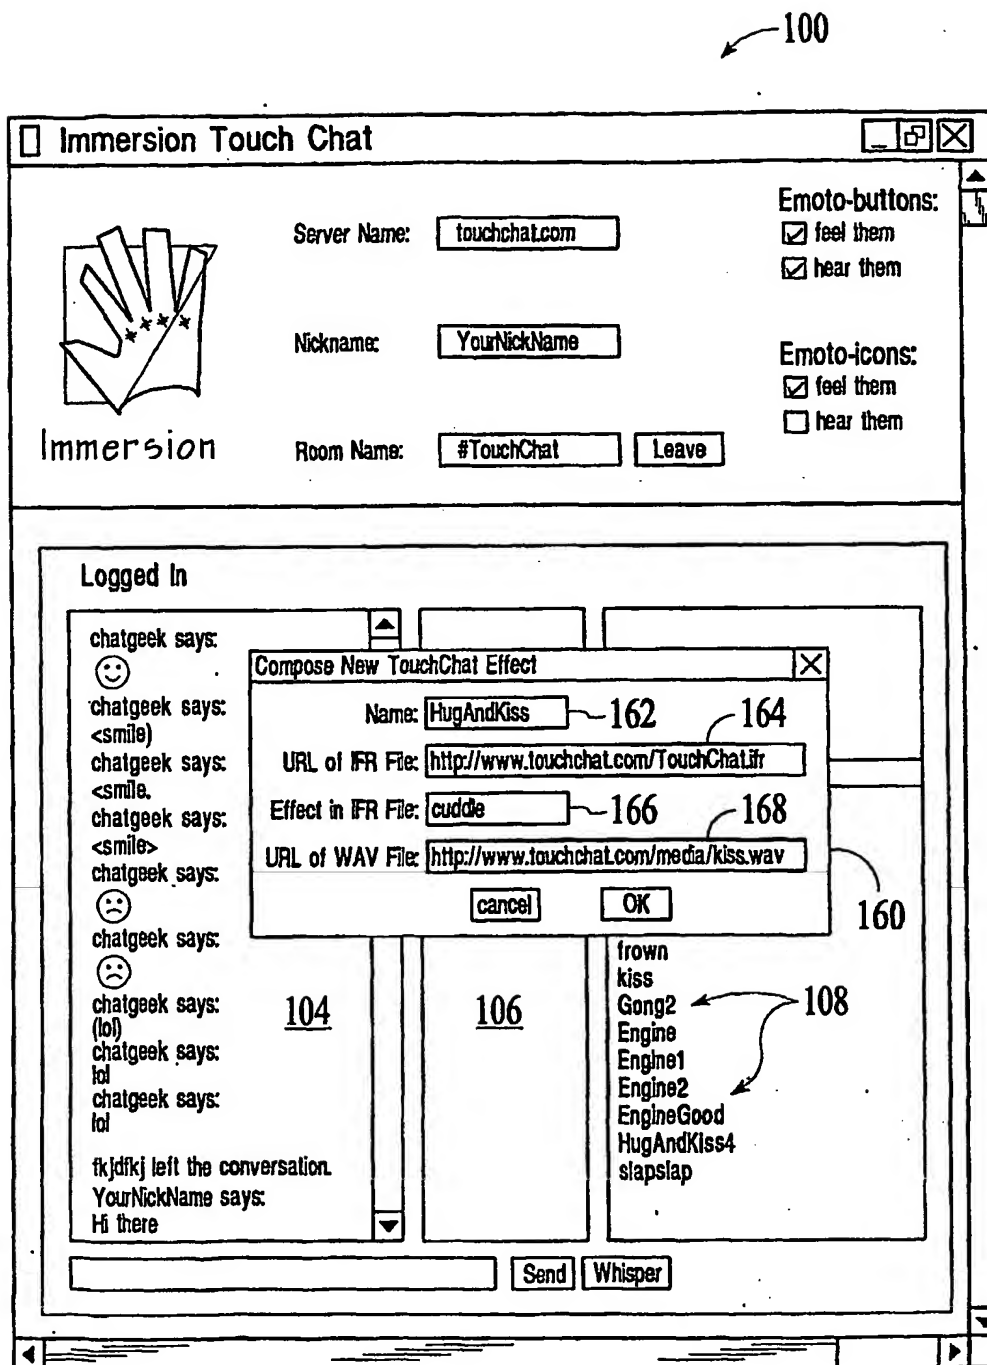 100
Immersion Touch Chat
Server Name: touchchat.com
Nickname: YourNickName
Room Name: #TouchChat Leave
Emoto-buttons:
feel them
hear them
Emoto-icons:
feel them
hear them
Immersion
Logged In
chatgeek says:
chatgeek says:
<smile)
chatgeek says:
<smile.
chatgeek says:
<smile>
chatgeek says:
chatgeek says:
chatgeek says:
(lol)
chatgeek says:
lol
chatgeek says:
lol
fkjdfkj left the conversation.
YourNickName says:
Hi there
104
106
Compose New TouchChat Effect
Name: HugAndKiss 162
164
URL of IFR File: http://www.touchchat.com/TouchChat.ifr
Effect in IFR File: cuddle 166
168
URL of WAV File: http://www.touchchat.com/media/kiss.wav
cancel OK
160
frown
kiss
Gong2
108
Engine
Engine1
Engine2
EngineGood
HugAndKiss4
slapslap
Send Whisper